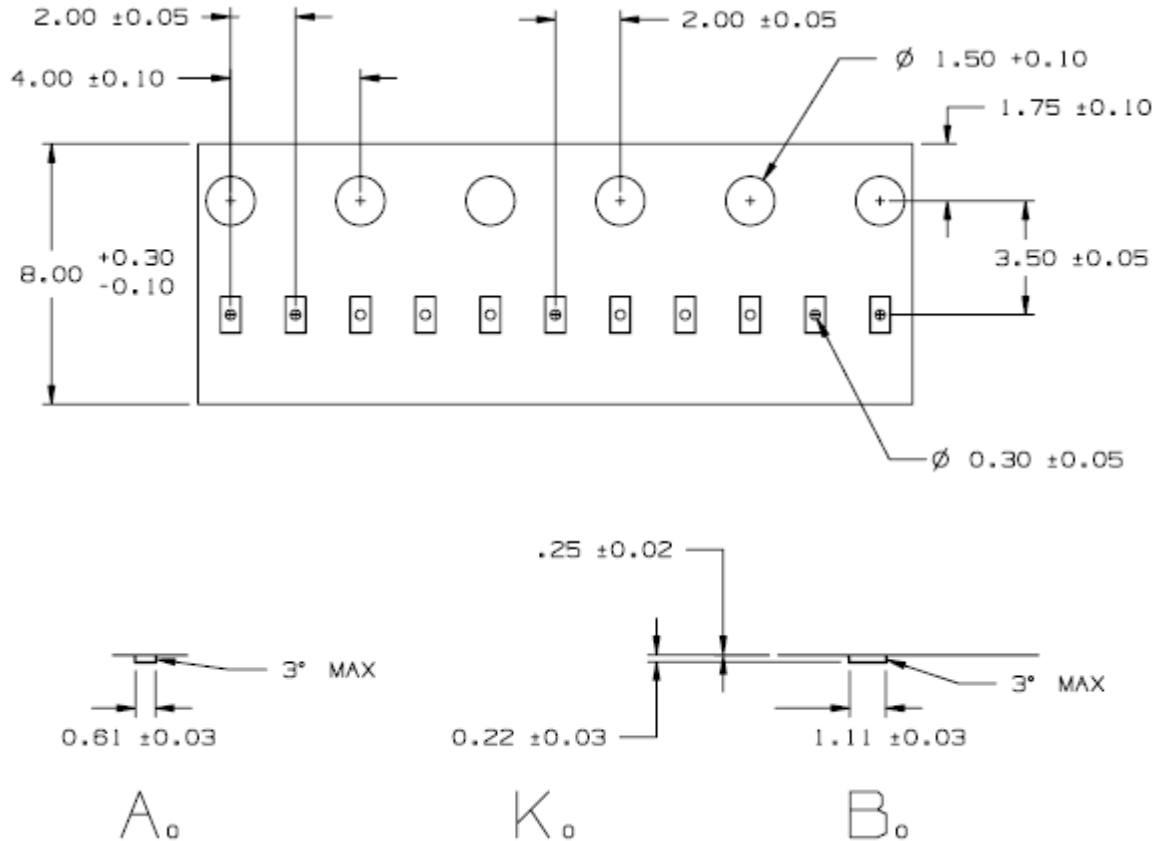 2.00 ±0.05
2.00 ±0.05
Ø 1.50 +0.10
4.00 ±0.10
1.75 ±0.10
8.00 +0.30
-0.10
3.50 ±0.05
Ø 0.30 ±0.05
.25 ±0.02
3° MAX
3° MAX
0.61 ±0.03
0.22 ±0.03
1.11 ±0.03
A₀
K₀
B₀